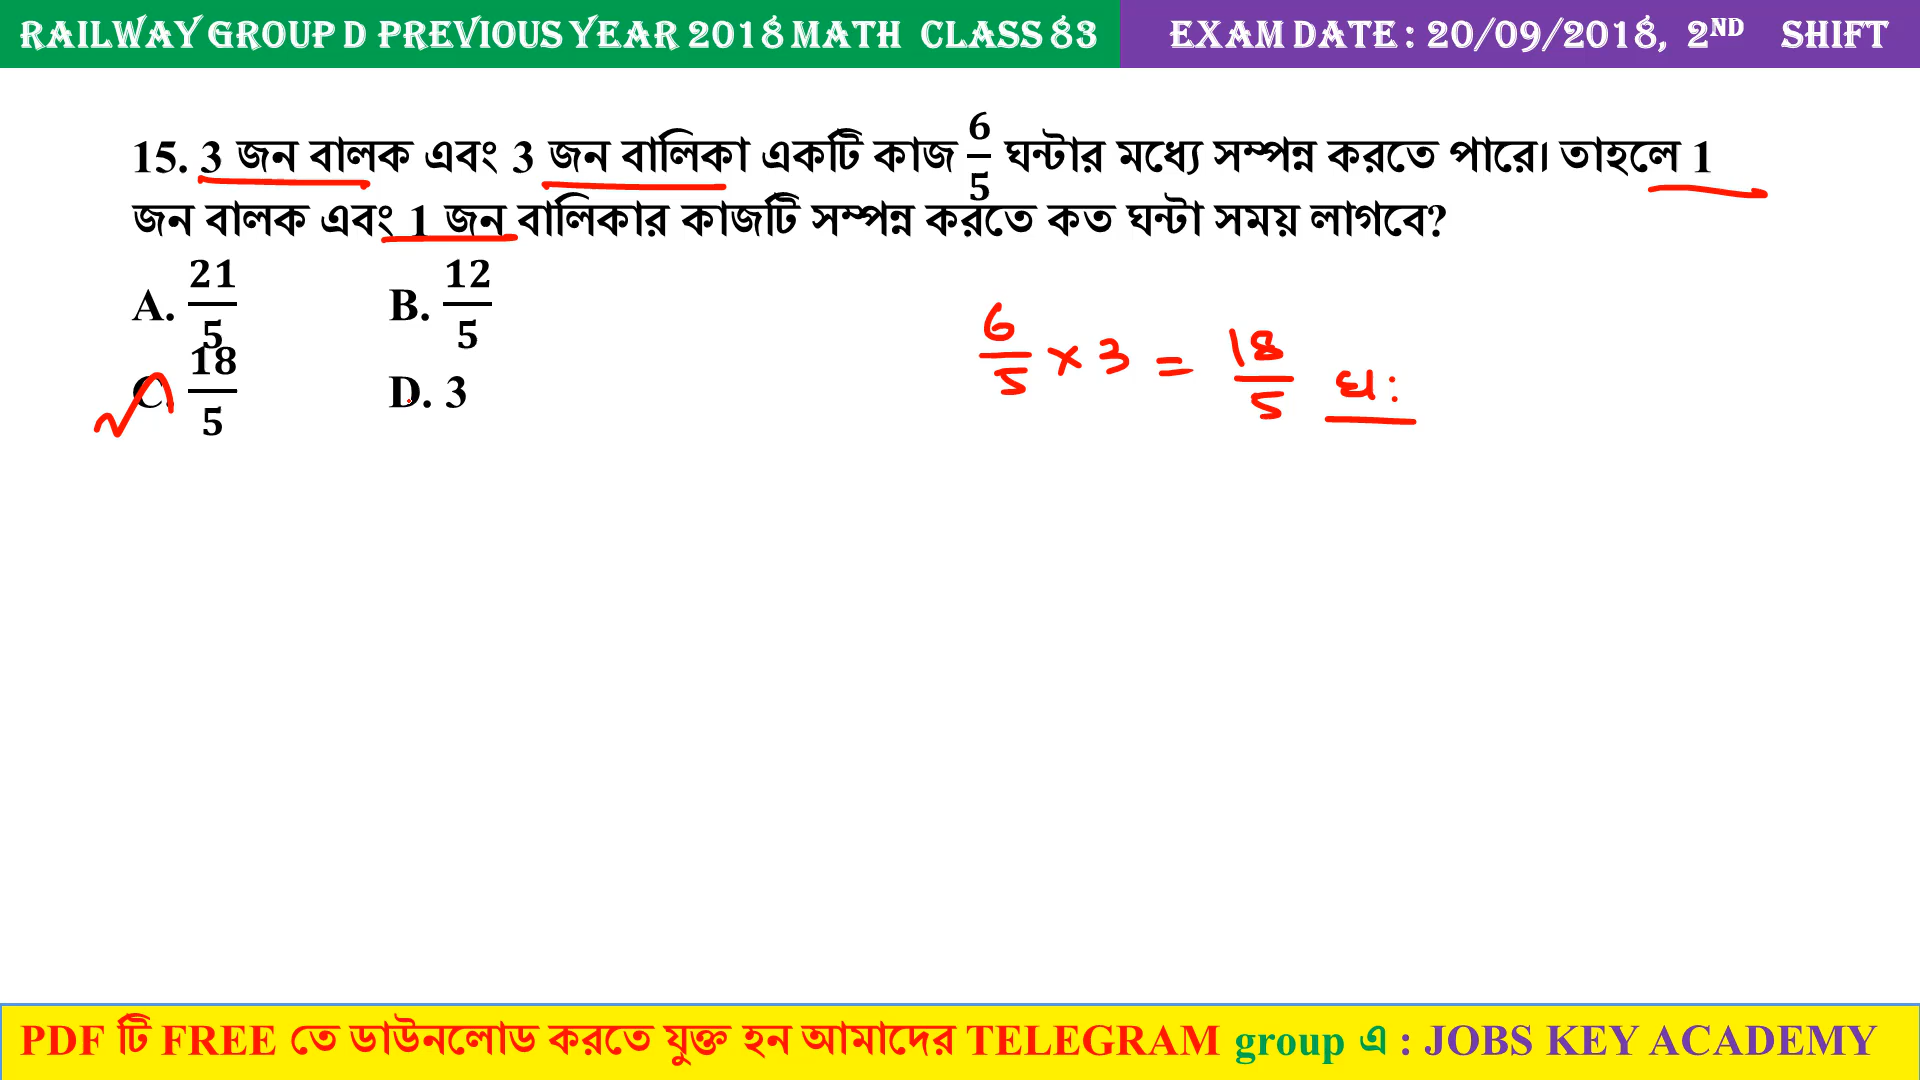 RAILWAY GROUP D PREVIOUS YEAR 2018 MATH CLASS 83 EXAM DATE : 20/09/2018, 2ND SHIFT
15. 3 জন বালক এবং 3 জন বালিকা একটি কাজ 6/5 ঘন্টার মধ্যে সম্পন্ন করতে পারে। তাহলে 1
জন বালক এবং 1 জন বালিকার কাজটি সম্পন্ন করতে কত ঘন্টা সময় লাগবে?
A. 21/5 B. 12/5
C. 18/5 D. 3
6/5 × 3 = 18/5 ঘ:
PDF টি FREE তে ডাউনলোড করতে যুক্ত হন আমাদের TELEGRAM group এ : JOBS KEY ACADEMY